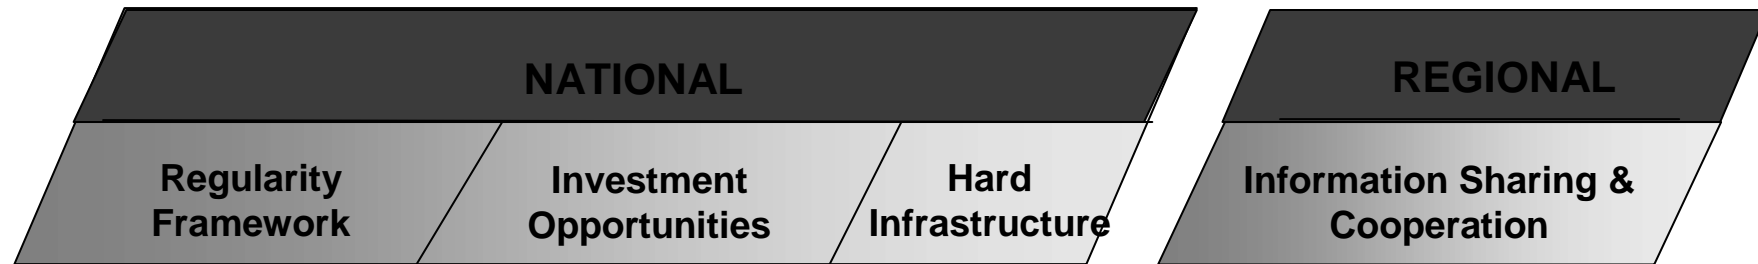 NATIONAL
REGIONAL
Regularity
Framework
Investment
Opportunities
Hard
Infrastructure
Information Sharing &
Cooperation